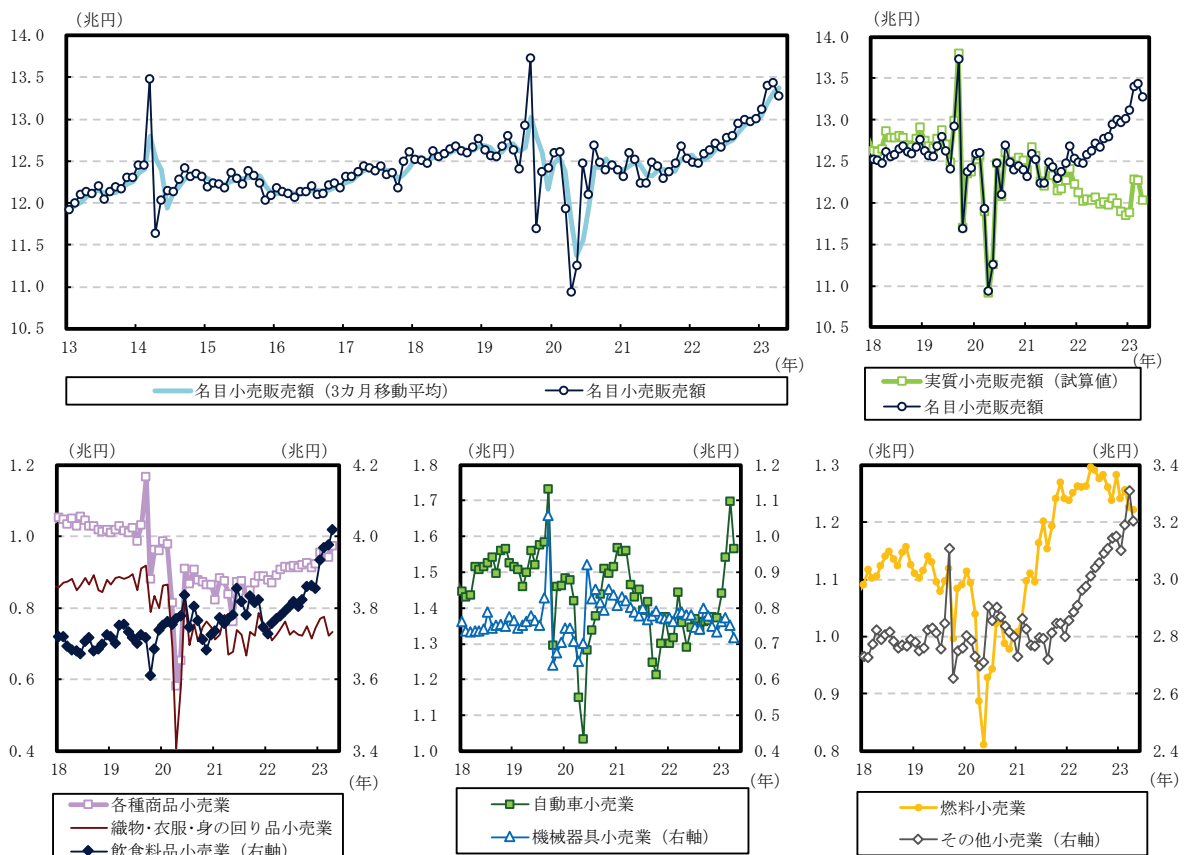 （兆円）
14.0
13.5
13.0
12.5
12.0
11.5
11.0
10.5
13 14 15 16 17 18 19 20 21 22 23
（年）
名目小売販売額（3カ月移動平均） 名目小売販売額
（兆円）
14.0
13.5
13.0
12.5
12.0
11.5
11.0
10.5
18 19 20 21 22 23
（年）
実質小売販売額（試算値）
名目小売販売額
（兆円） （兆円）
1.2 4.2
1.0 4.0
0.8 3.8
0.6 3.6
0.4 3.4
18 19 20 21 22 23
（年）
各種商品小売業
織物・衣服・身の回り品小売業
飲食料品小売業（右軸）
（兆円） （兆円）
1.8 1.2
1.7 1.1
1.6 1.0
1.5 0.9
1.4 0.8
1.3 0.7
1.2 0.6
1.1 0.5
1.0 0.4
18 19 20 21 22 23
（年）
自動車小売業
機械器具小売業（右軸）
（兆円） （兆円）
1.3 3.4
1.2 3.2
1.1 3.0
1.0 2.8
0.9 2.6
0.8 2.4
18 19 20 21 22 23
（年）
燃料小売業
その他小売業（右軸）